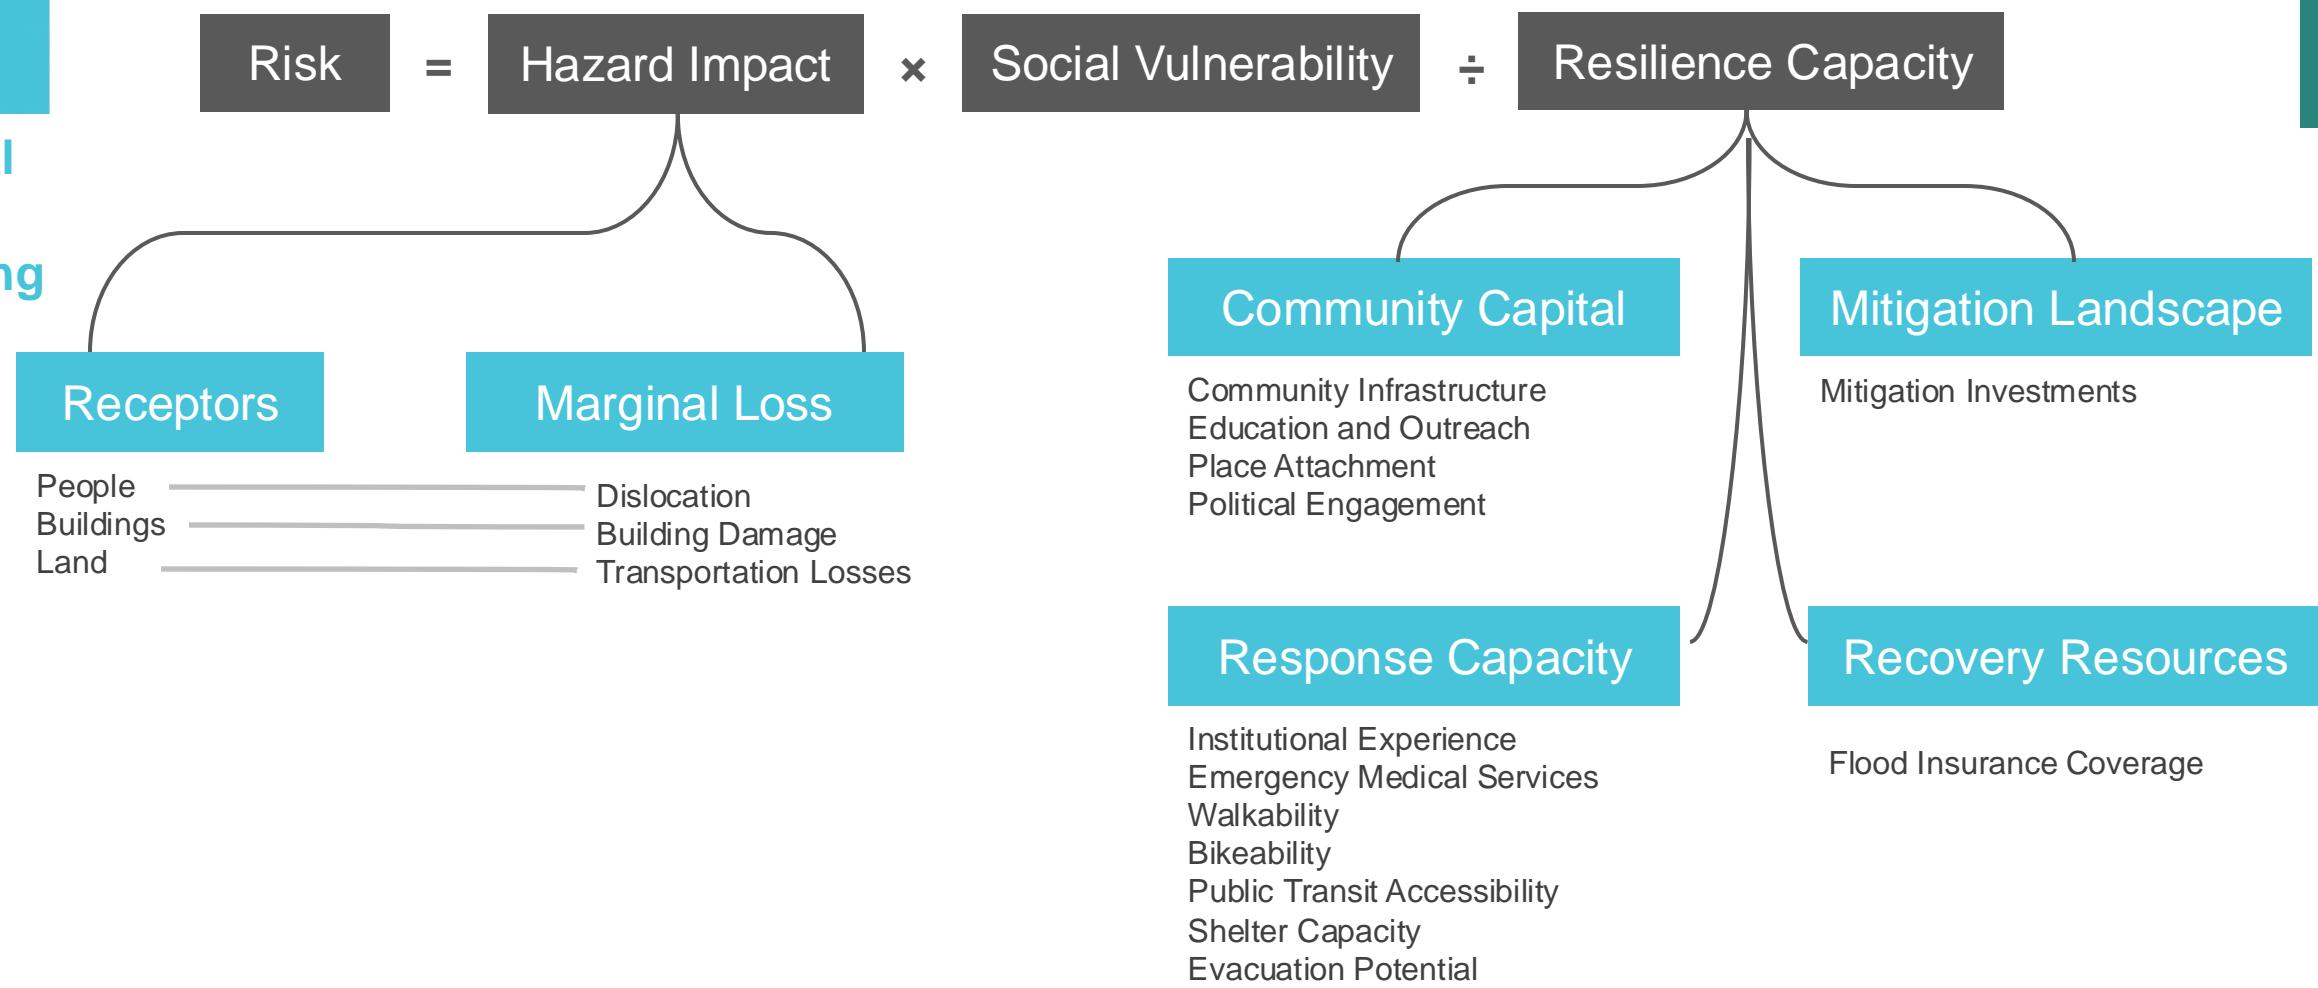 Risk = Hazard Impact × Social Vulnerability ÷ Resilience Capacity
ng
Community Capital
Mitigation Landscape
Receptors
Marginal Loss
Community Infrastructure
Education and Outreach
Place Attachment
Political Engagement
Mitigation Investments
People
Buildings
Land
Dislocation
Building Damage
Transportation Losses
Response Capacity
Recovery Resources
Institutional Experience
Emergency Medical Services
Walkability
Bikeability
Public Transit Accessibility
Shelter Capacity
Evacuation Potential
Flood Insurance Coverage